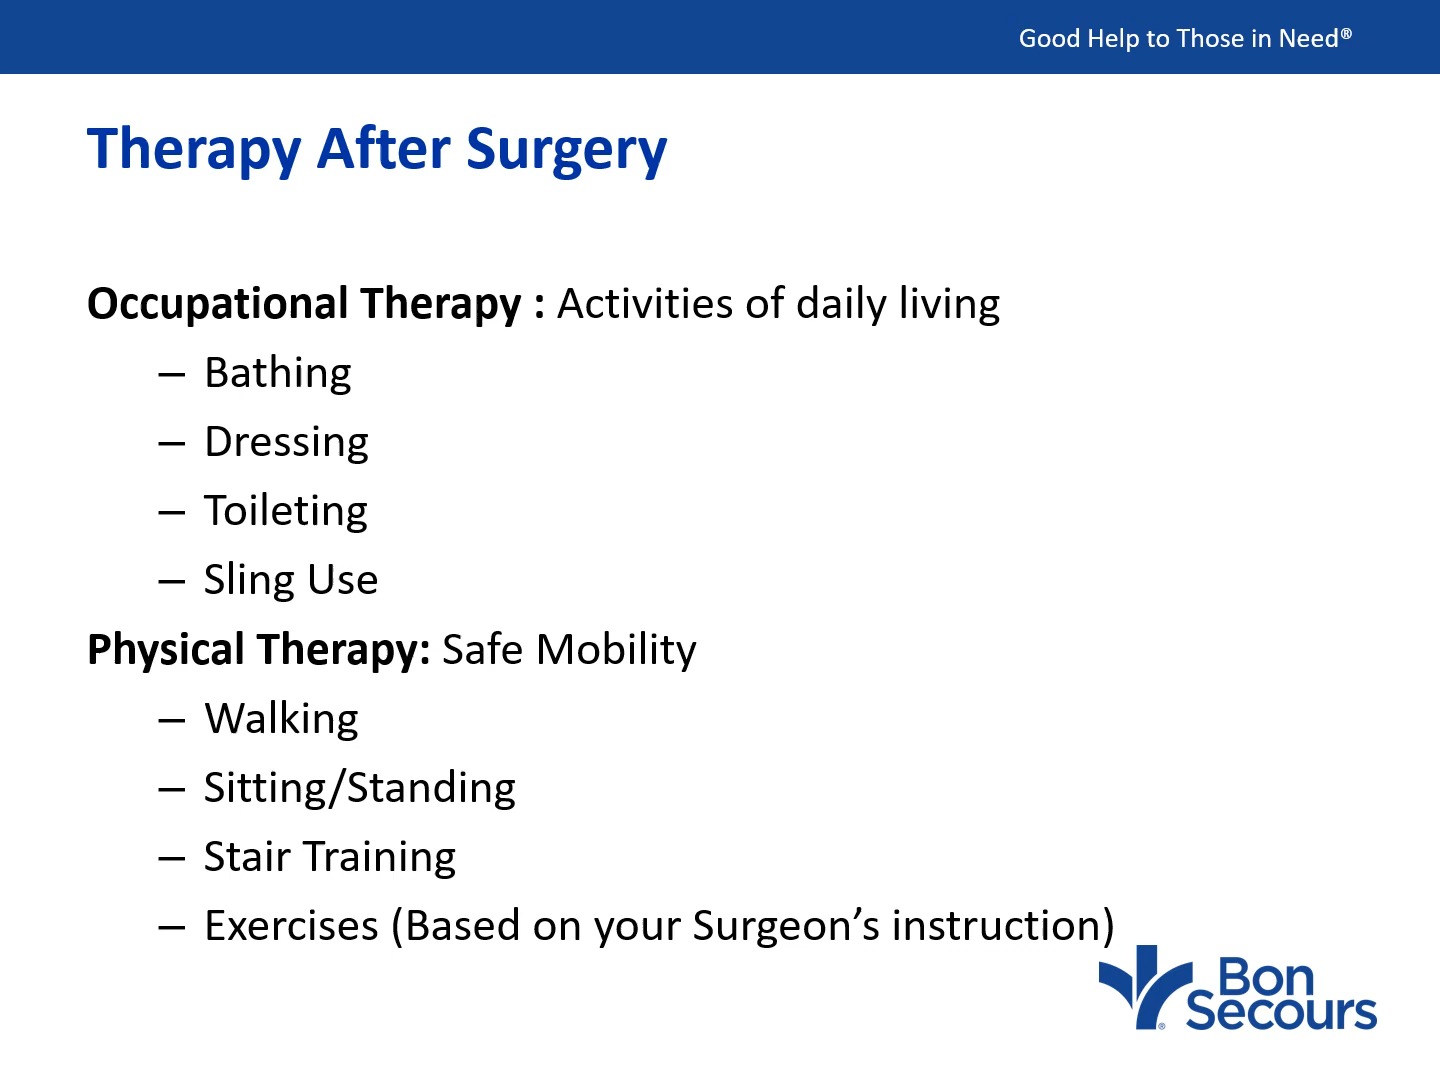 Good Help to Those in Need®
Therapy After Surgery
Occupational Therapy : Activities of daily living
– Bathing
– Dressing
– Toileting
– Sling Use
Physical Therapy: Safe Mobility
– Walking
– Sitting/Standing
– Stair Training
– Exercises (Based on your Surgeon’s instruction)
Bon
Secours
®